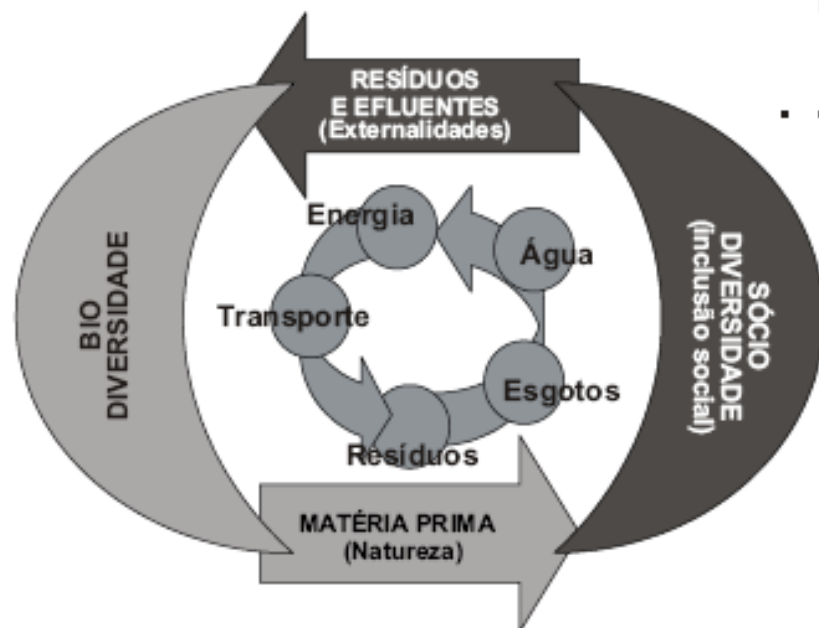 RESÍDUOS
E EFLUENTES
(Externalidades)
Energia
Água
BIO
DIVERSIDADE
Transporte
SÓCIO
DIVERSIDADE
(inclusão social)
Esgotos
Resíduos
MATÉRIA PRIMA
(Natureza)